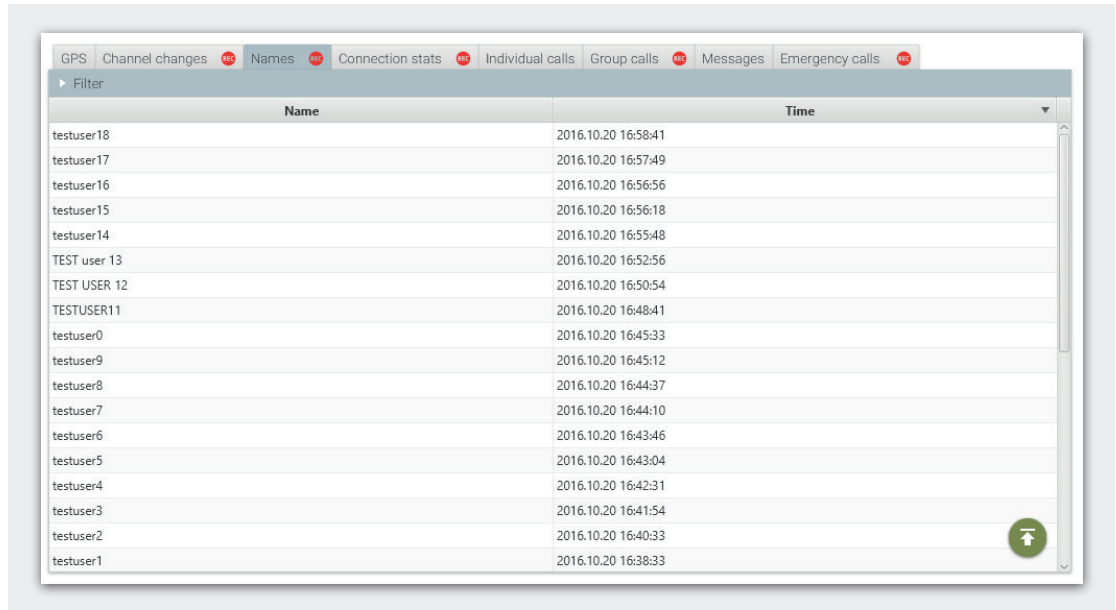 GPS Channel changes REC Names REC Connection stats REC Individual calls Group calls REC Messages Emergency calls REC
Filter
Name Time
testuser18 2016.10.20 16:58:41
testuser17 2016.10.20 16:57:49
testuser16 2016.10.20 16:56:56
testuser15 2016.10.20 16:56:18
testuser14 2016.10.20 16:55:48
TEST user 13 2016.10.20 16:52:56
TEST USER 12 2016.10.20 16:50:54
TESTUSER11 2016.10.20 16:48:41
testuser0 2016.10.20 16:45:33
testuser9 2016.10.20 16:45:12
testuser8 2016.10.20 16:44:37
testuser7 2016.10.20 16:44:10
testuser6 2016.10.20 16:43:46
testuser5 2016.10.20 16:43:04
testuser4 2016.10.20 16:42:31
testuser3 2016.10.20 16:41:54
testuser2 2016.10.20 16:40:33
testuser1 2016.10.20 16:38:33